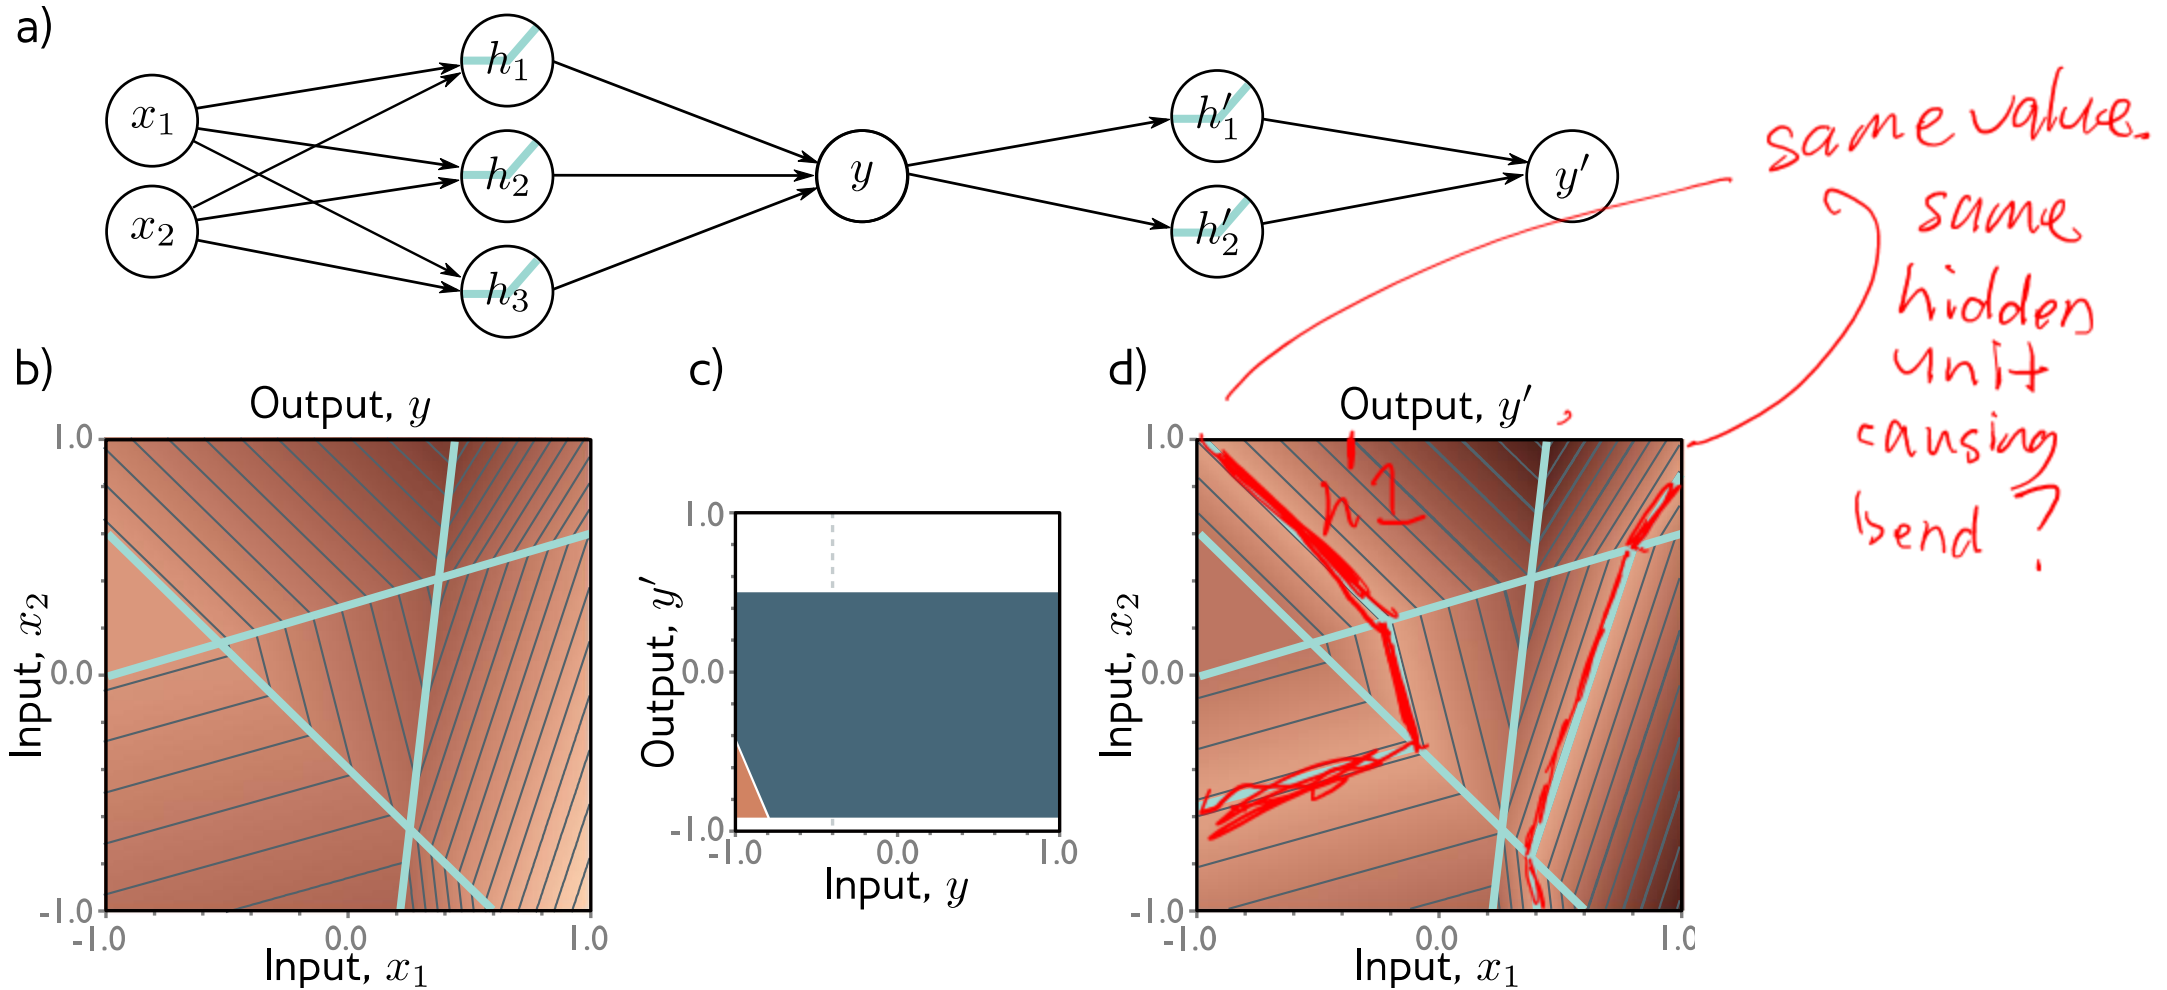 a)
x₁
x₂
h₁
h₂
h₃
y
h′₁
h′₂
y′
same value.
same
hidden
unit
causing
bend?
b)
Output, y
1.0
0.0
-1.0
Input, x₂
-1.0
0.0
1.0
Input, x₁
c)
1.0
0.0
-1.0
Output, y′
-1.0
0.0
1.0
Input, y
d)
Output, y′
h'1
1.0
0.0
-1.0
Input, x₂
-1.0
0.0
1.0
Input, x₁